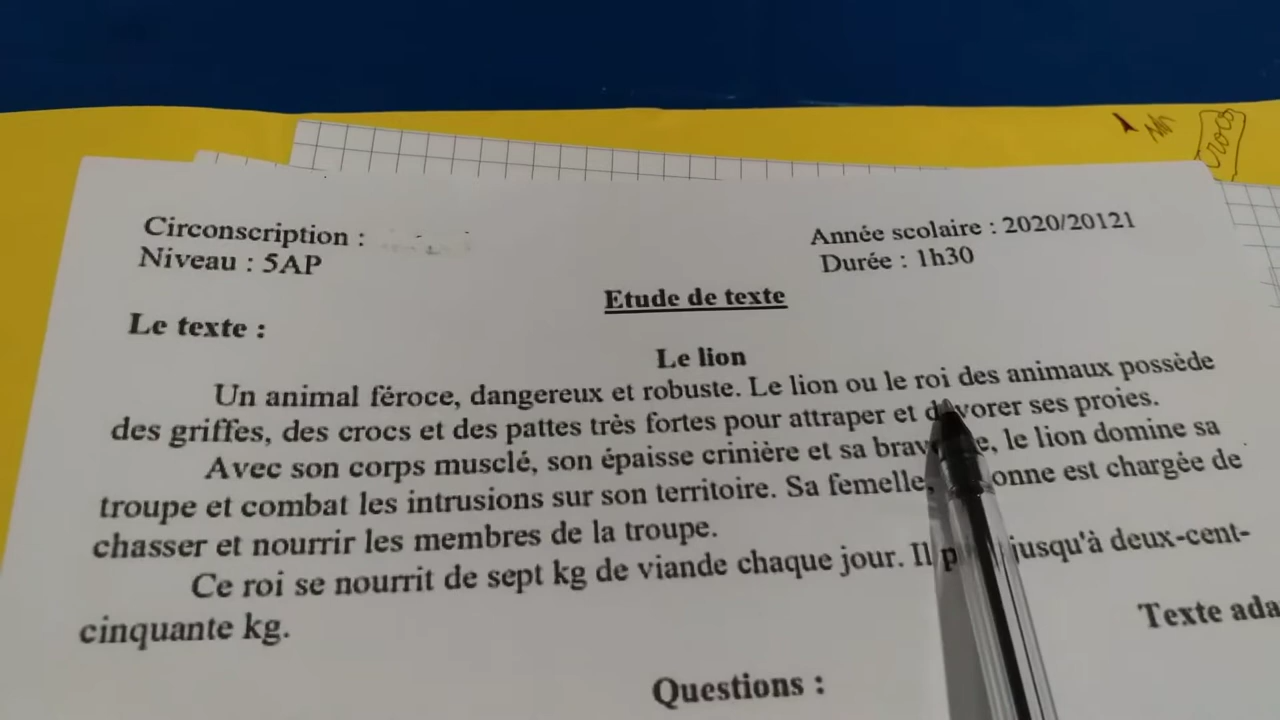 Crocs
Circonscription :
Année scolaire : 2020/20121
Niveau : 5AP
Durée : 1h30
Etude de texte
Le texte :
Le lion
Un animal féroce, dangereux et robuste. Le lion ou le roi des animaux possède
des griffes, des crocs et des pattes très fortes pour attraper et dévorer ses proies.
Avec son corps musclé, son épaisse crinière et sa le lion domine sa
troupe et combat les intrusions sur son territoire. Sa femelle, est chargée de
chasser et nourrir les membres de la troupe.
Ce roi se nourrit de sept kg de viande chaque jour. Il jusqu'à deux-cent-
cinquante kg.
Texte ada
Questions :